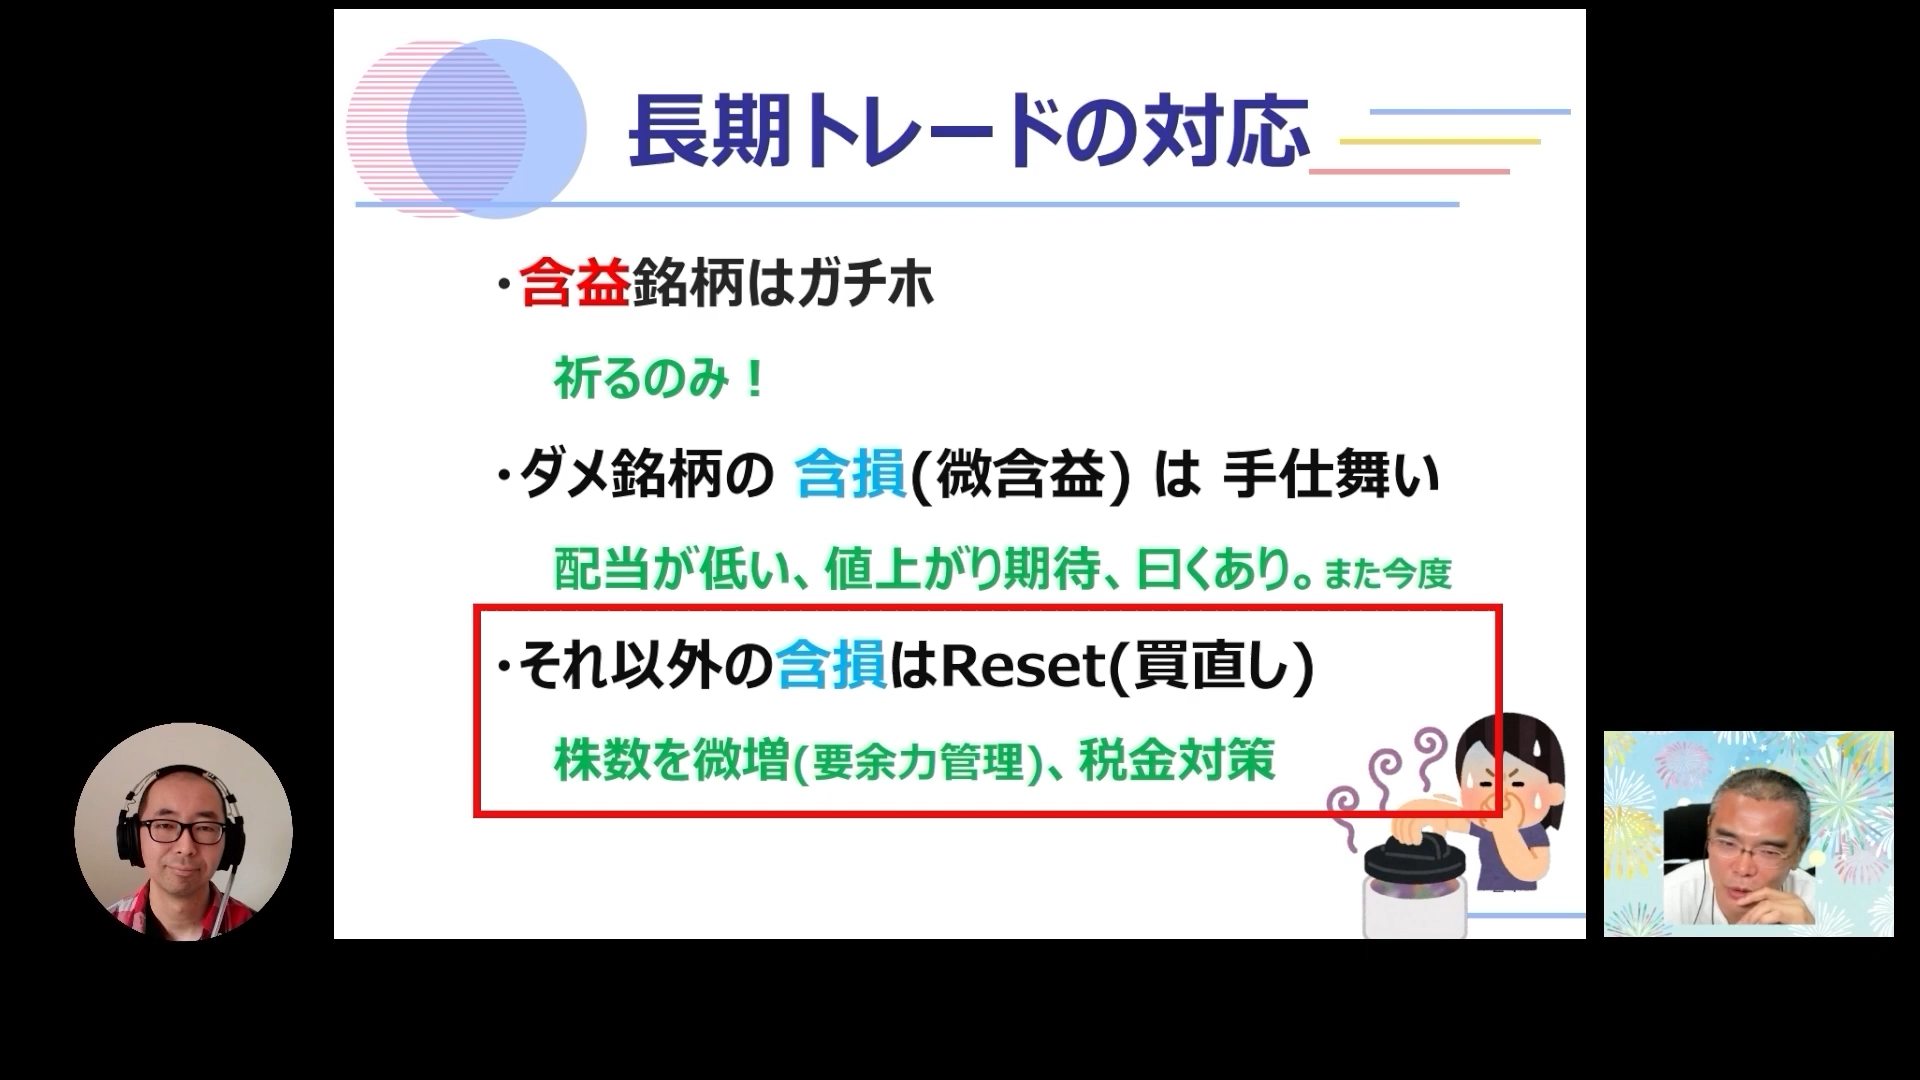 長期トレードの対応
・含益銘柄はガチホ
祈るのみ！
・ダメ銘柄の 含損(微含益) は 手仕舞い
配当が低い、値上がり期待、曰くあり。また今度
・それ以外の含損はReset(買直し)
株数を微増(要余力管理)、税金対策